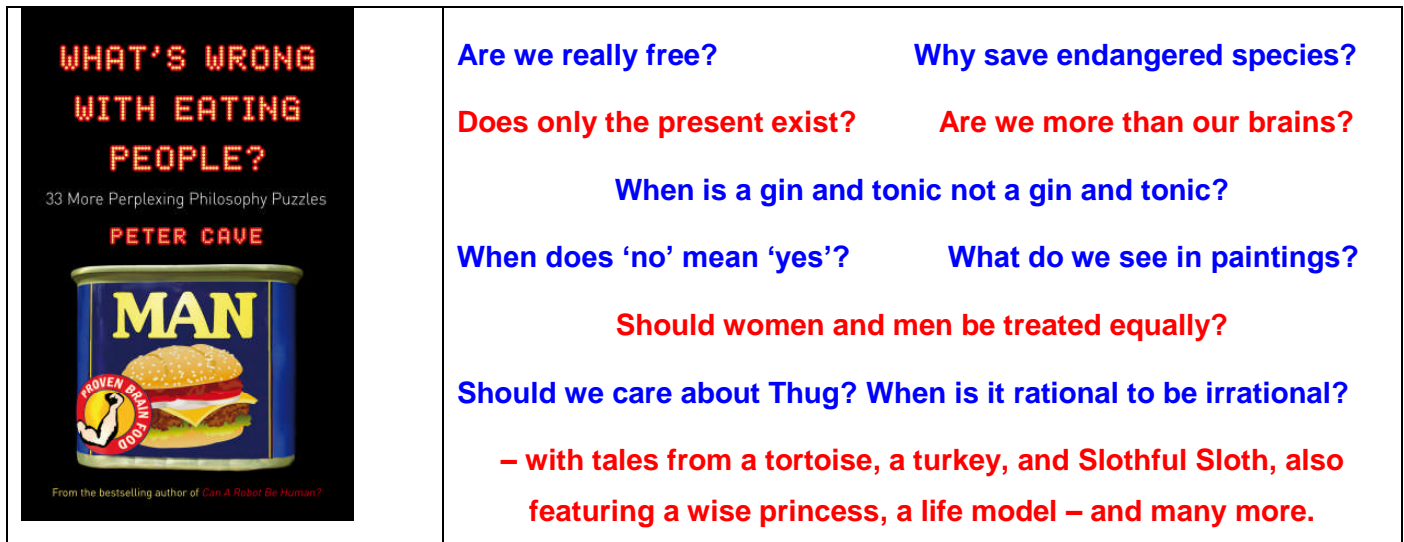 WHAT'S WRONG
WITH EATING
PEOPLE?
33 More Perplexing Philosophy Puzzles
PETER CAVE
MAN
PROVEN BRAIN FOOD
From the bestselling author of Can A Robot Be Human?
Are we really free? Why save endangered species?
Does only the present exist? Are we more than our brains?
When is a gin and tonic not a gin and tonic?
When does ‘no’ mean ‘yes’? What do we see in paintings?
Should women and men be treated equally?
Should we care about Thug? When is it rational to be irrational?
– with tales from a tortoise, a turkey, and Slothful Sloth, also
featuring a wise princess, a life model – and many more.